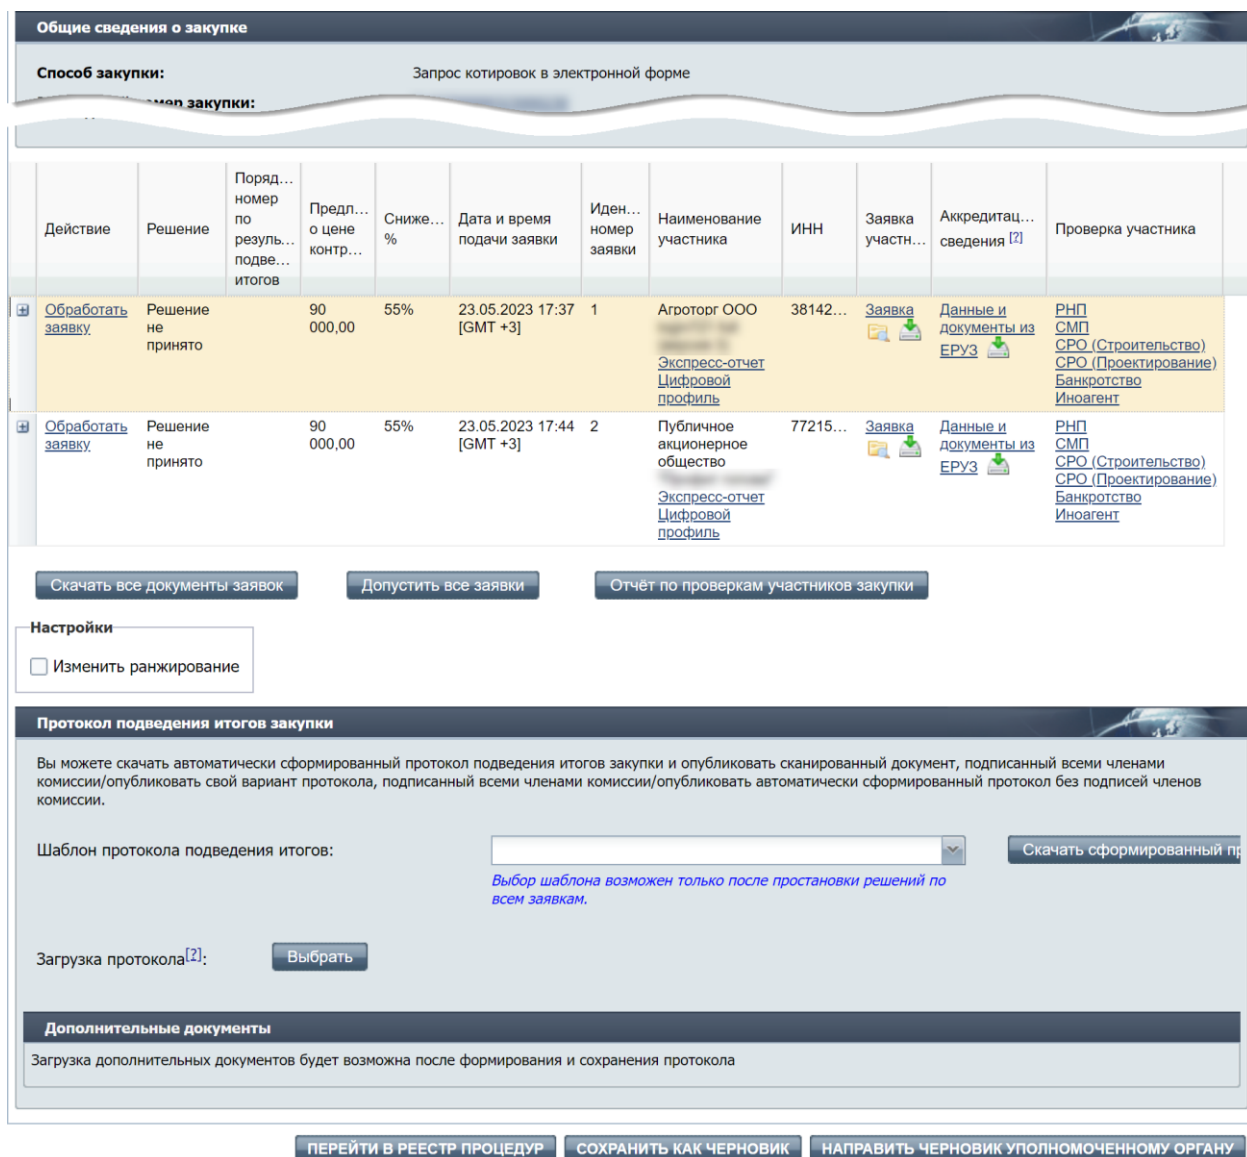 Общие сведения о закупке
Способ закупки: Запрос котировок в электронной форме
закупки:
Действие
Решение
Поряд...
номер
по
резуль...
подве...
итогов
Предл...
о цене
контр...
Сниже...
%
Дата и время
подачи заявки
Иден...
номер
заявки
Наименование
участника
ИНН
Заявка
участн...
Аккредитац...
сведения [?]
Проверка участника
Обработать
заявку
Решение
не
принято
90
000,00
55%
23.05.2023 17:37
[GMT +3]
1
Агроторг ООО
Экспресс-отчет
Цифровой
профиль
38142...
Заявка
Данные и
документы из
ЕРУЗ
РНП
СМП
СРО (Строительство)
СРО (Проектирование)
Банкротство
Иноагент
Обработать
заявку
Решение
не
принято
90
000,00
55%
23.05.2023 17:44
[GMT +3]
2
Публичное
акционерное
общество
Экспресс-отчет
Цифровой
профиль
77215...
Заявка
Данные и
документы из
ЕРУЗ
РНП
СМП
СРО (Строительство)
СРО (Проектирование)
Банкротство
Иноагент
Скачать все документы заявок
Допустить все заявки
Отчёт по проверкам участников закупки
Настройки
Изменить ранжирование
Протокол подведения итогов закупки
Вы можете скачать автоматически сформированный протокол подведения итогов закупки и опубликовать сканированный документ, подписанный всеми членами
комиссии/опубликовать свой вариант протокола, подписанный всеми членами комиссии/опубликовать автоматически сформированный протокол без подписей членов
комиссии.
Шаблон протокола подведения итогов:
Скачать сформированный пр
Выбор шаблона возможен только после простановки решений по
всем заявкам.
Загрузка протокола[?]:
Выбрать
Дополнительные документы
Загрузка дополнительных документов будет возможна после формирования и сохранения протокола
ПЕРЕЙТИ В РЕЕСТР ПРОЦЕДУР
СОХРАНИТЬ КАК ЧЕРНОВИК
НАПРАВИТЬ ЧЕРНОВИК УПОЛНОМОЧЕННОМУ ОРГАНУ